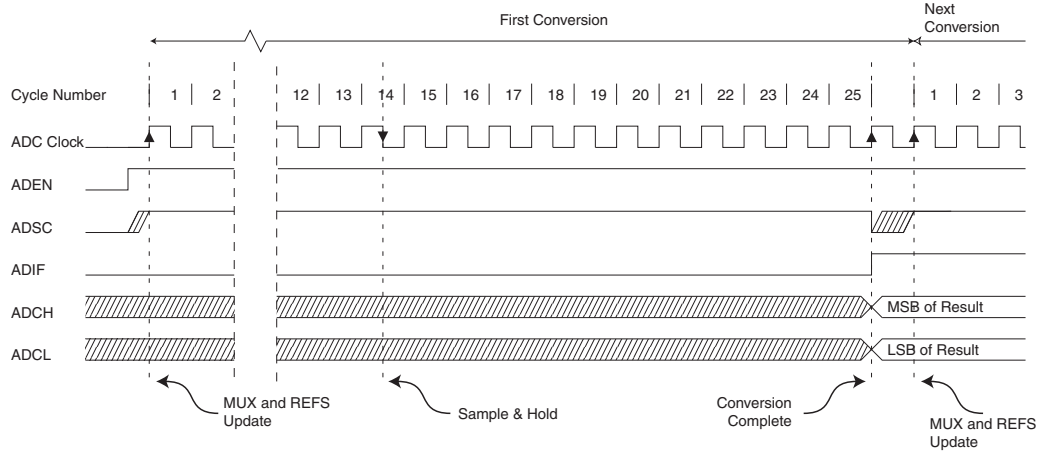 First Conversion
Next
Conversion
Cycle Number 1 2 12 13 14 15 16 17 18 19 20 21 22 23 24 25 1 2 3
ADC Clock
ADEN
ADSC
ADIF
ADCH MSB of Result
ADCL LSB of Result
MUX and REFS
Update
Sample & Hold
Conversion
Complete
MUX and REFS
Update